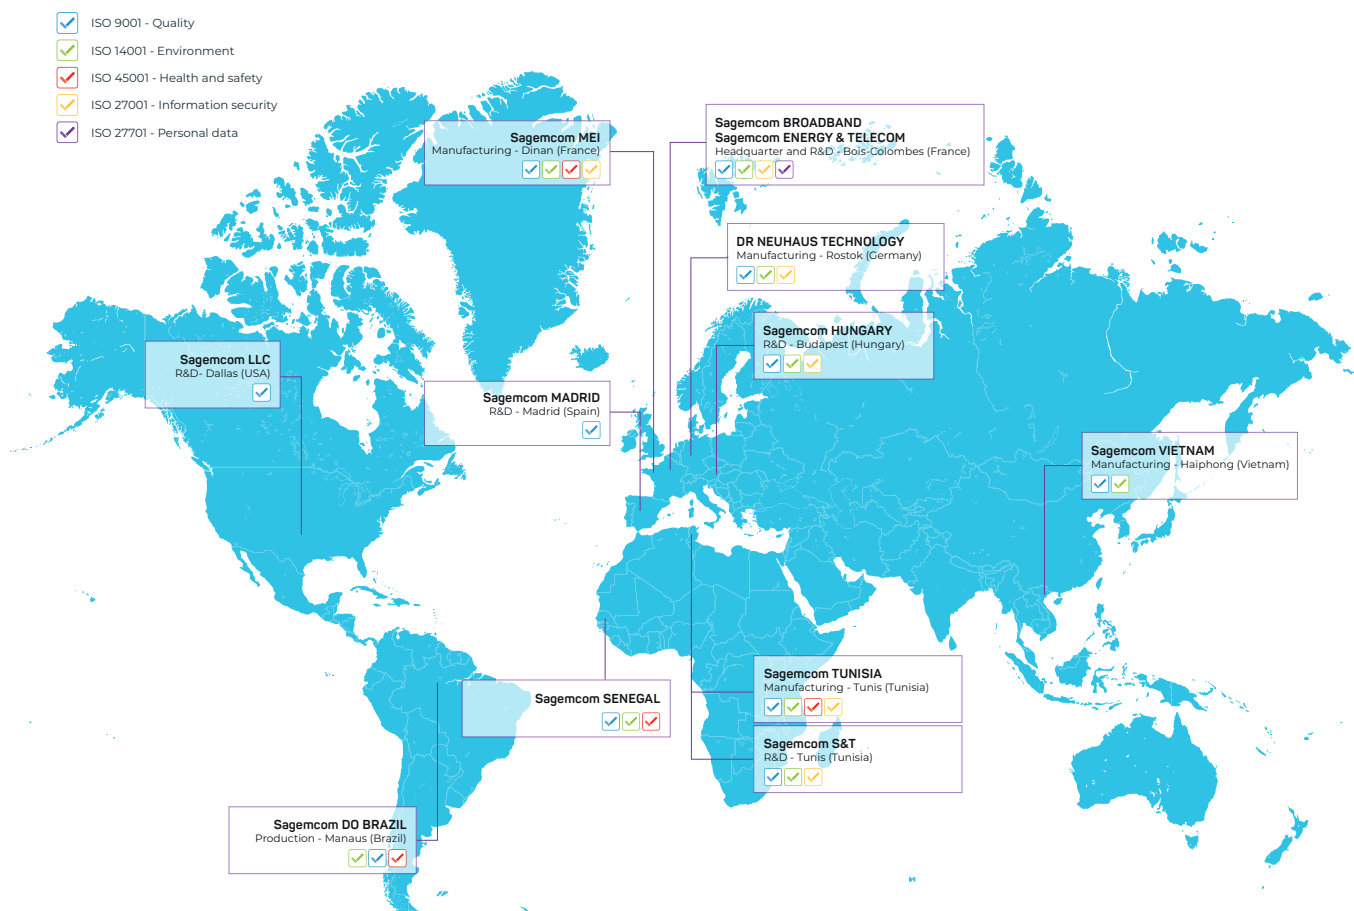 ISO 9001 - Quality
ISO 14001 - Environment
ISO 45001 - Health and safety
ISO 27001 - Information security
ISO 27701 - Personal data
Sagemcom MEI
Manufacturing - Dinan (France)
Sagemcom BROADBAND
Sagemcom ENERGY & TELECOM
Headquarter and R&D - Bois-Colombes (France)
DR NEUHAUS TECHNOLOGY
Manufacturing - Rostok (Germany)
Sagemcom HUNGARY
R&D - Budapest (Hungary)
Sagemcom LLC
R&D- Dallas (USA)
Sagemcom MADRID
R&D - Madrid (Spain)
Sagemcom VIETNAM
Manufacturing - Haiphong (Vietnam)
Sagemcom SENEGAL
Sagemcom TUNISIA
Manufacturing - Tunis (Tunisia)
Sagemcom S&T
R&D - Tunis (Tunisia)
Sagemcom DO BRAZIL
Production - Manaus (Brazil)